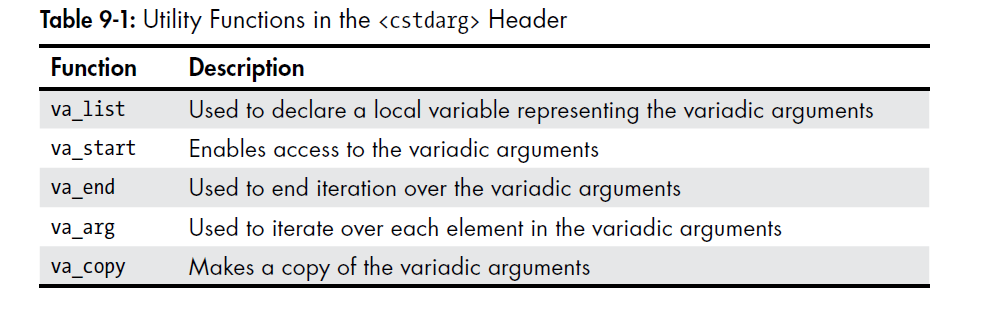 Table 9-1: Utility Functions in the <cstdarg> Header
Function Description
va_list Used to declare a local variable representing the variadic arguments
va_start Enables access to the variadic arguments
va_end Used to end iteration over the variadic arguments
va_arg Used to iterate over each element in the variadic arguments
va_copy Makes a copy of the variadic arguments